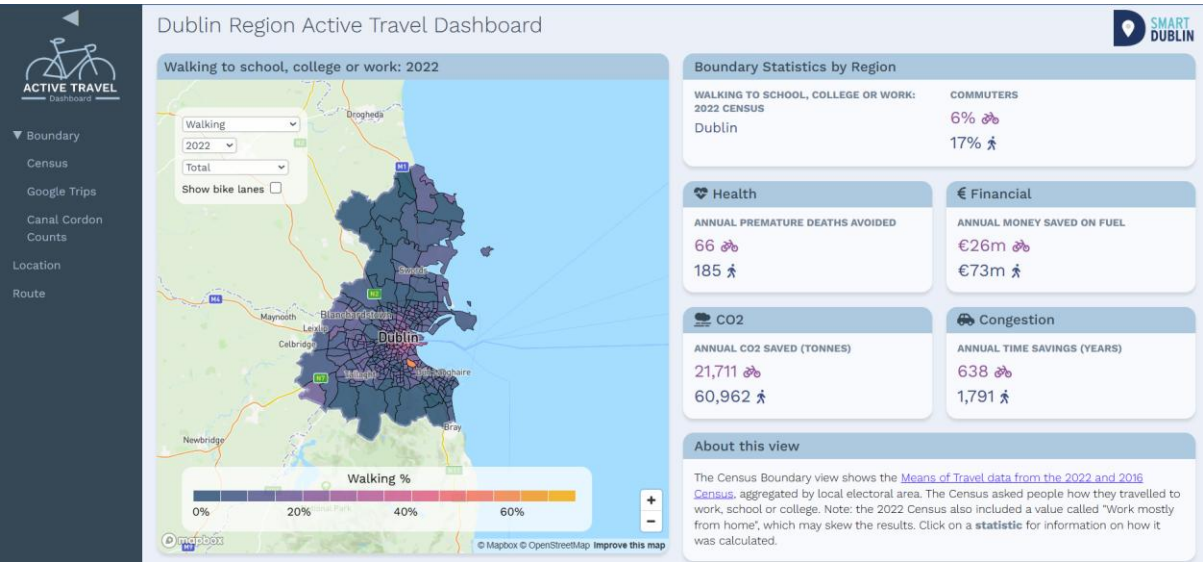 Dublin Region Active Travel Dashboard
SMART
DUBLIN
ACTIVE TRAVEL
Dashboard
▼ Boundary
Census
Google Trips
Canal Cordon
Counts
Location
Route
Walking to school, college or work: 2022
Walking
2022
Total
Show bike lanes
Drogheda
M1
Swords
N2
M4
Maynooth
Blanchardstown
Leixlip
Dublin
Celbridge
Tallaght
N7
Bray
Newbridge
Walking %
0%
20%
40%
60%
+
−
mapbox
M9
© Mapbox © OpenStreetMap Improve this map
Boundary Statistics by Region
WALKING TO SCHOOL, COLLEGE OR WORK:
2022 CENSUS
Dublin
COMMUTERS
6%
17%
Health
ANNUAL PREMATURE DEATHS AVOIDED
66
185
€ Financial
ANNUAL MONEY SAVED ON FUEL
€26m
€73m
CO2
ANNUAL CO2 SAVED (TONNES)
21,711
60,962
Congestion
ANNUAL TIME SAVINGS (YEARS)
638
1,791
About this view
The Census Boundary view shows the Means of Travel data from the 2022 and 2016
Census, aggregated by local electoral area. The Census asked people how they travelled to
work, school or college. Note: the 2022 Census also included a value called "Work mostly
from home", which may skew the results. Click on a statistic for information on how it
was calculated.